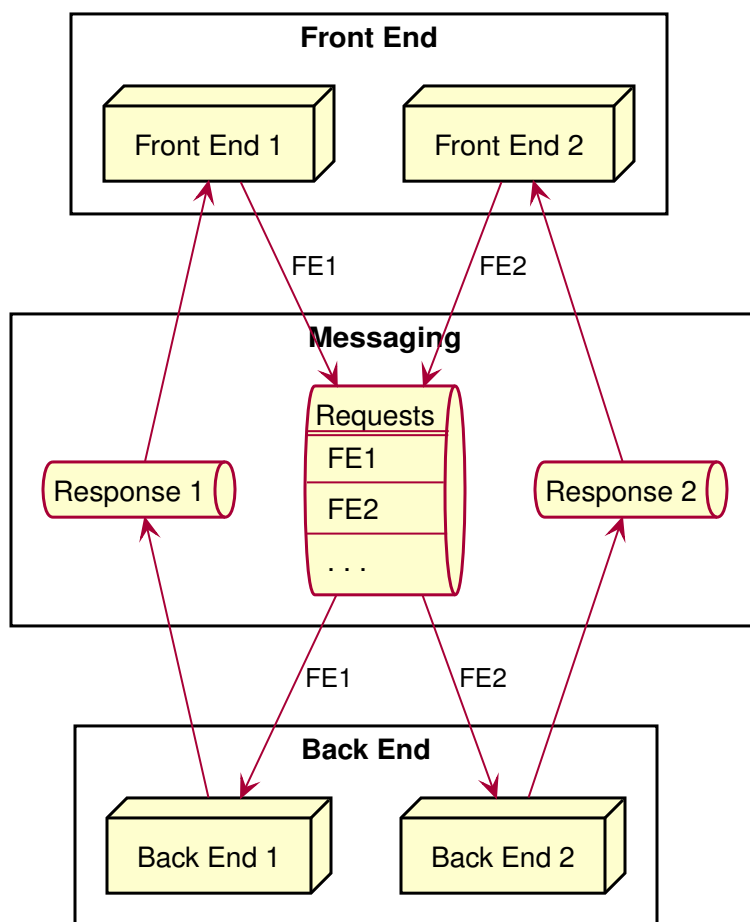 Front End
Front End 1
Front End 2
FE1
FE2
Messaging
Requests
FE1
FE2
. . .
Response 1
Response 2
FE1
FE2
Back End
Back End 1
Back End 2